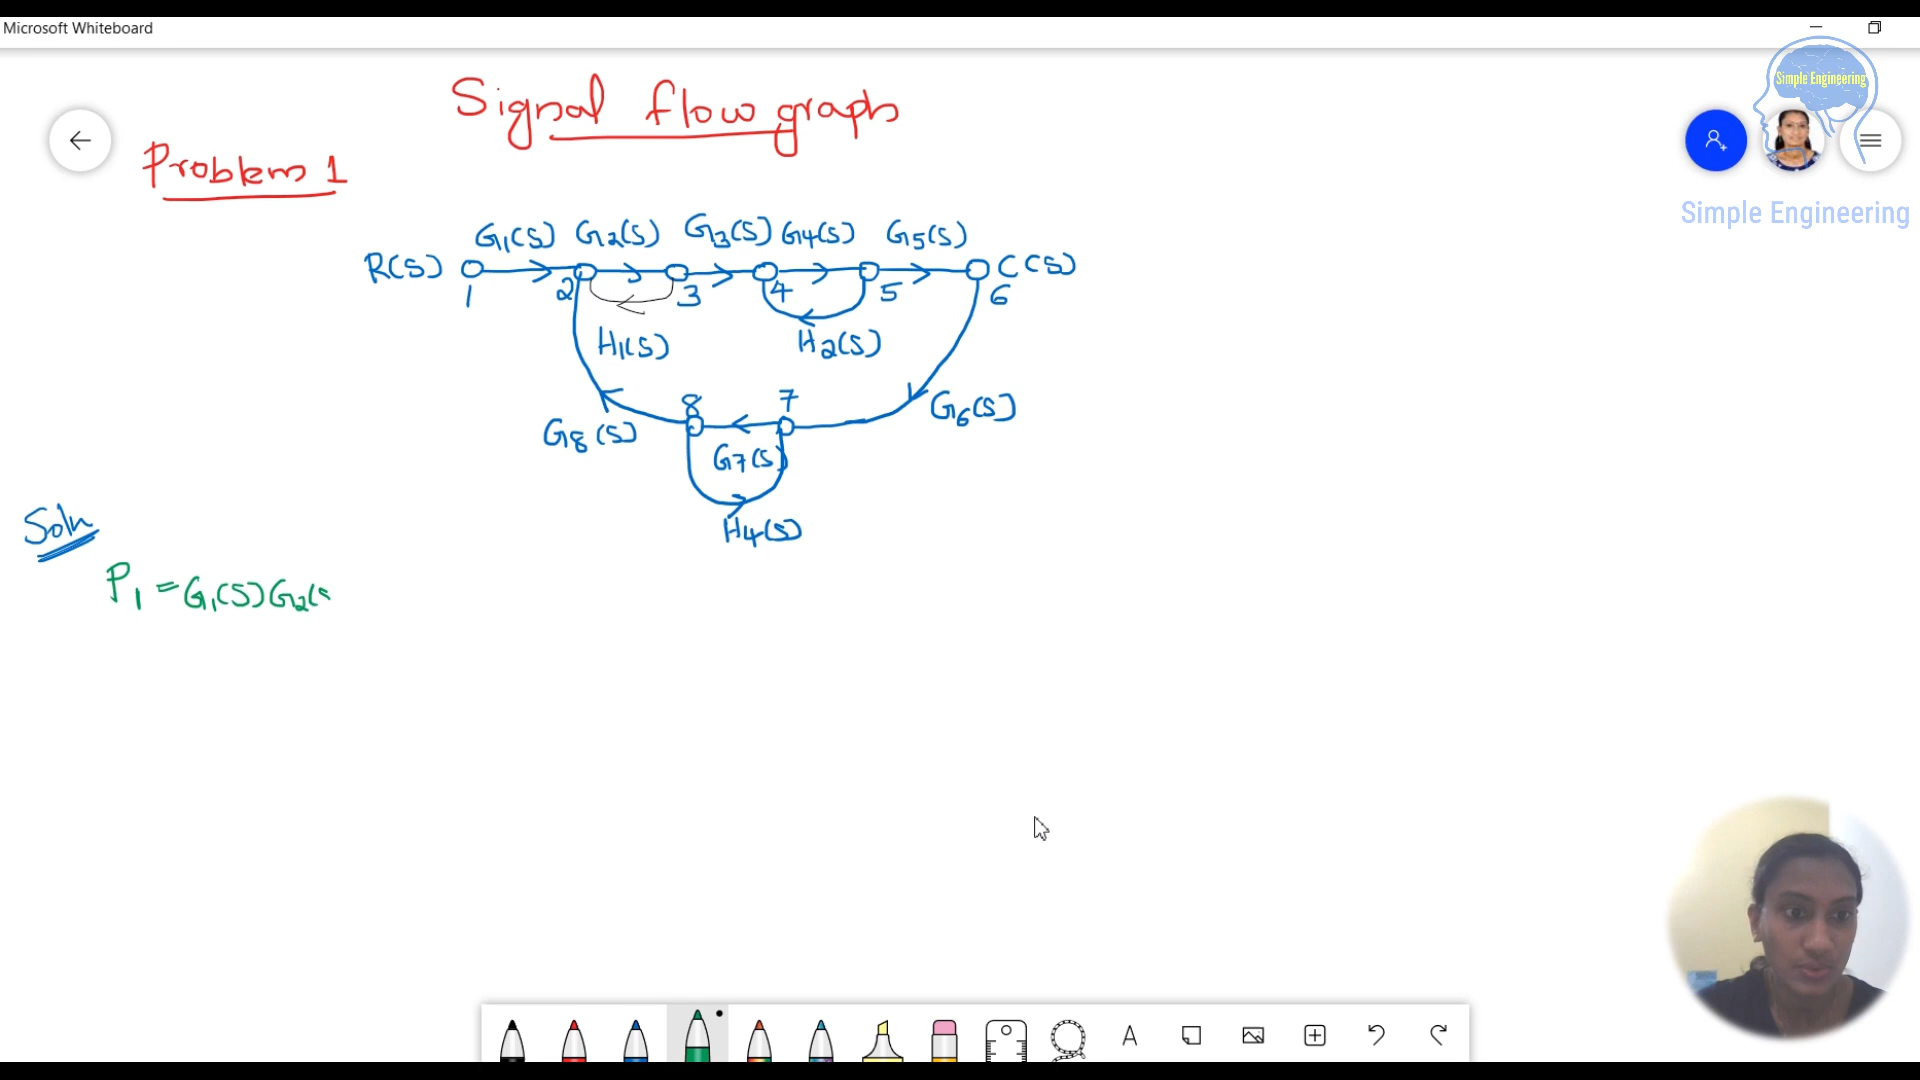 Microsoft Whiteboard
Simple Engineering
Signal flow graph
Problem 1
Simple Engineering
G1(S) G2(S) G3(S) G4(S) G5(S)
R(S) C(S)
1 2 3 4 5 6
H1(S) H2(S)
8 7
G8(S) G7(S) G6(S)
H4(S)
Soln
P1 = G1(S) G2(s
A